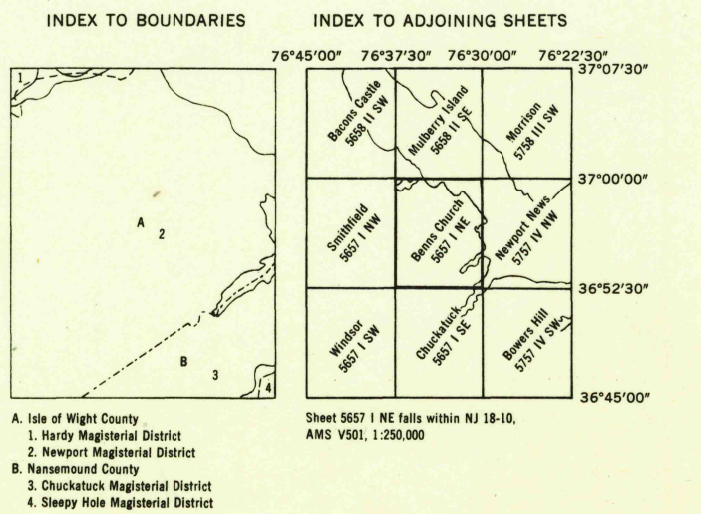 INDEX TO BOUNDARIES
1
A
2
B
3
4
A. Isle of Wight County
1. Hardy Magisterial District
2. Newport Magisterial District
B. Nansemound County
3. Chuckatuck Magisterial District
4. Sleepy Hole Magisterial District
INDEX TO ADJOINING SHEETS
76°45'00" 76°37'30" 76°30'00" 76°22'30"
37°07'30"
Bacons Castle
5658 II SW
Mulberry Island
5658 II SE
Morrison
5758 III SW
37°00'00"
Smithfield
5657 I NW
Benns Church
5657 I NE
Newport News
5757 IV NW
36°52'30"
Windsor
5657 I SW
Chuckatuck
5657 I SE
Bowers Hill
5757 IV SW
36°45'00"
Sheet 5657 I NE falls within NJ 18-10,
AMS V501, 1:250,000